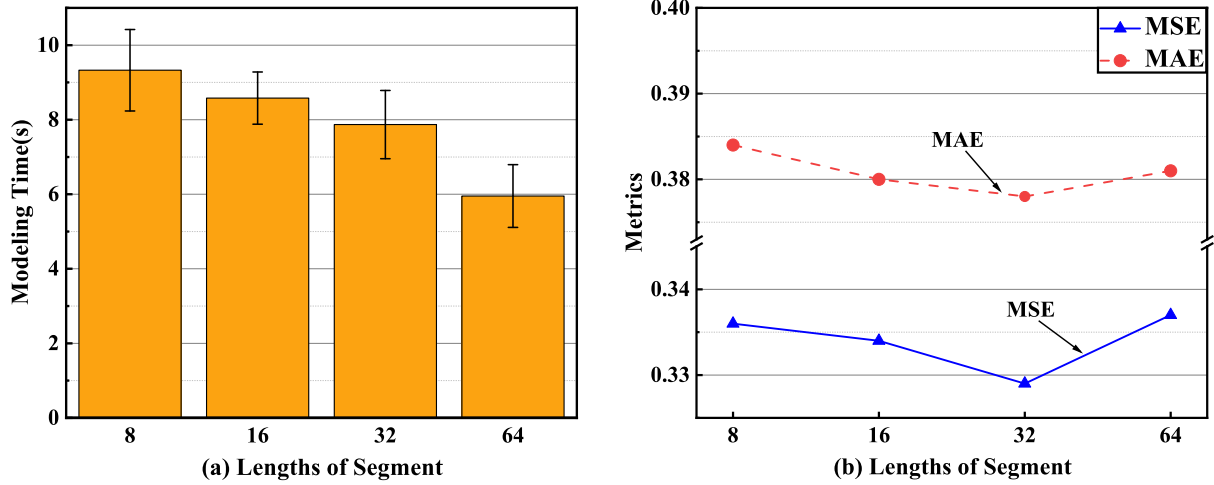 10
8
6
4
2
0
Modeling Time(s)
8 16 32 64
(a) Lengths of Segment
0.40
0.39
0.38
0.34
0.33
Metrics
MSE
MAE
MAE
MSE
8 16 32 64
(b) Lengths of Segment